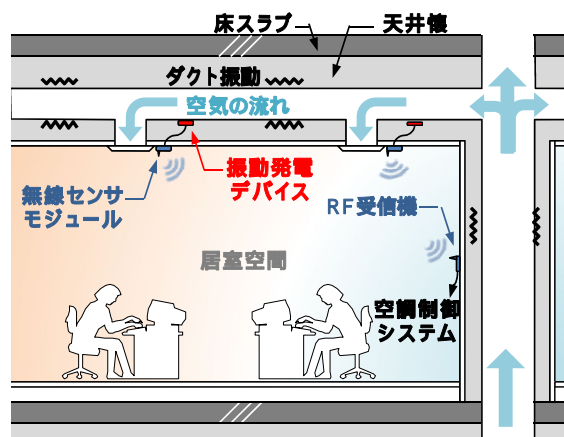 床スラブ
天井懐
ダクト振動
空気の流れ
無線センサ
モジュール
振動発電
デバイス
RF受信機
居室空間
空調制御
システム